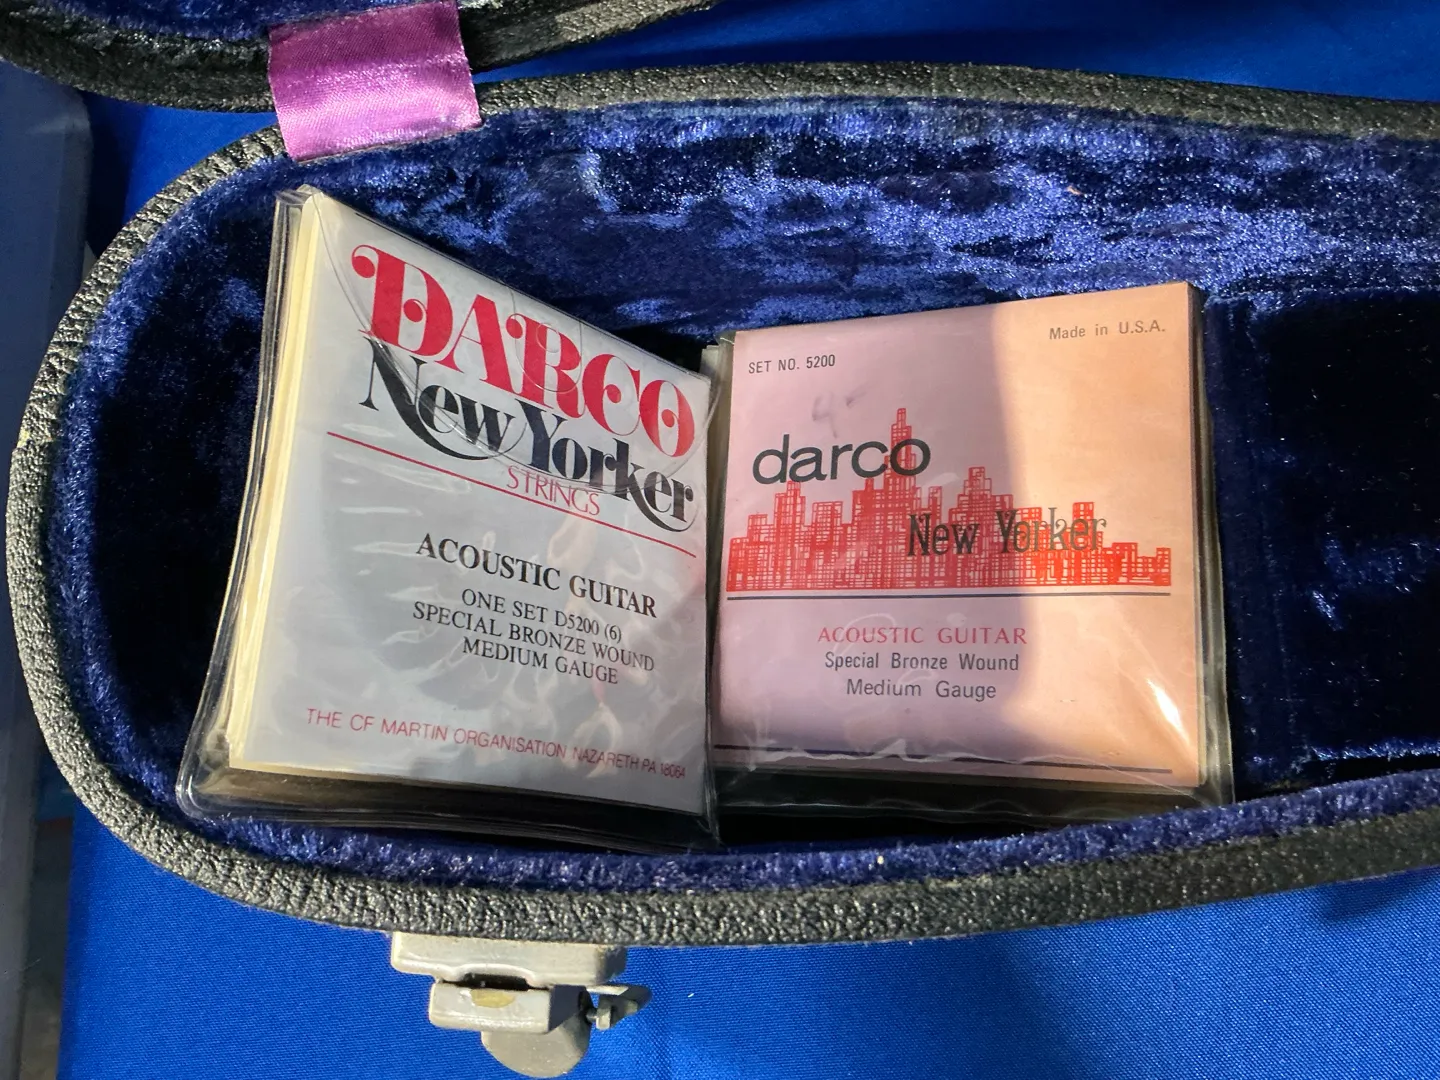 DARCO
New Yorker
STRINGS
ACOUSTIC GUITAR
ONE SET D5200 (6)
SPECIAL BRONZE WOUND
MEDIUM GAUGE
THE CF MARTIN ORGANISATION NAZARETH PA 18064
Made in U.S.A.
SET NO. 5200
darco
New Yorker
ACOUSTIC GUITAR
Special Bronze Wound
Medium Gauge